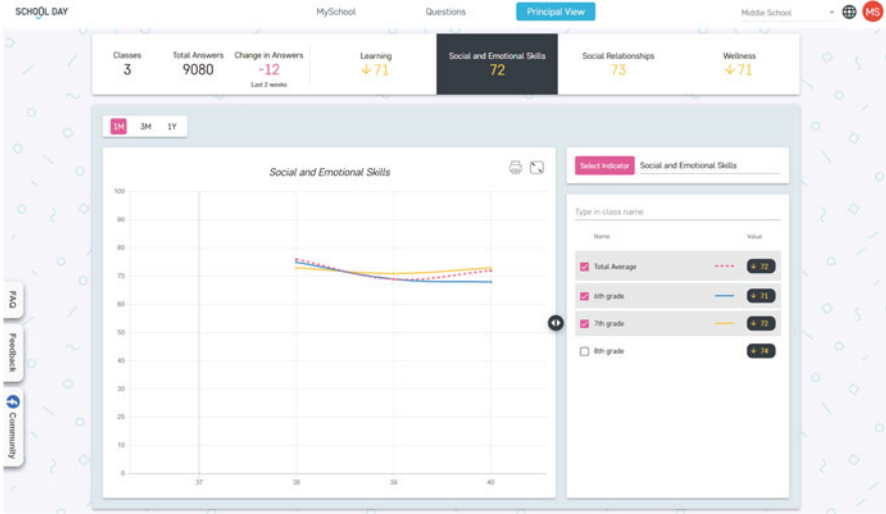 SCHOOL DAY
MySchool
Questions
Principal View
Middle School
MS
Classes
3
Total Answers
9080
Change in Answers
-12
Last 2 weeks
Learning
↓ 71
Social and Emotional Skills
72
Social Relationships
73
Wellness
↓ 71
1M 3M 1Y
Social and Emotional Skills
100
90
80
70
60
50
40
30
20
10
0
37 38 39 40
Select Indicator Social and Emotional Skills
Type in class name
Name Value
Total Average ↓ 72
6th grade ↓ 71
7th grade ↓ 72
8th grade ↓ 74
FAQ
Feedback
Community